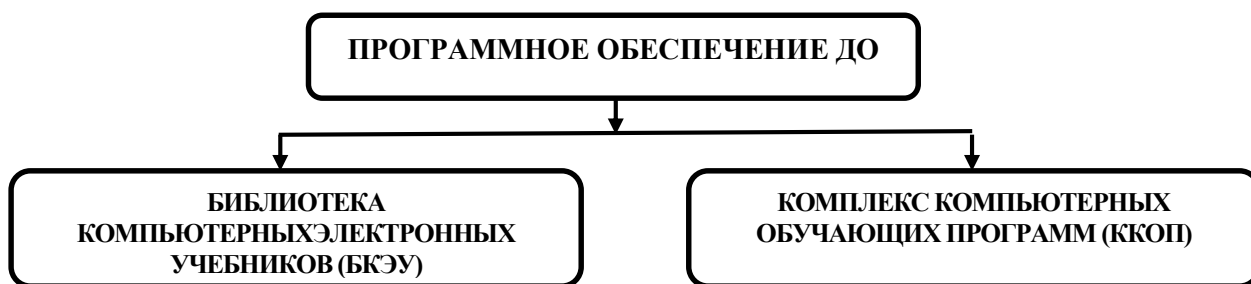 ПРОГРАММНОЕ ОБЕСПЕЧЕНИЕ ДО
БИБЛИОТЕКА
КОМПЬЮТЕРНЫХЭЛЕКТРОННЫХ
УЧЕБНИКОВ (БКЭУ)
КОМПЛЕКС КОМПЬЮТЕРНЫХ
ОБУЧАЮЩИХ ПРОГРАММ (ККОП)